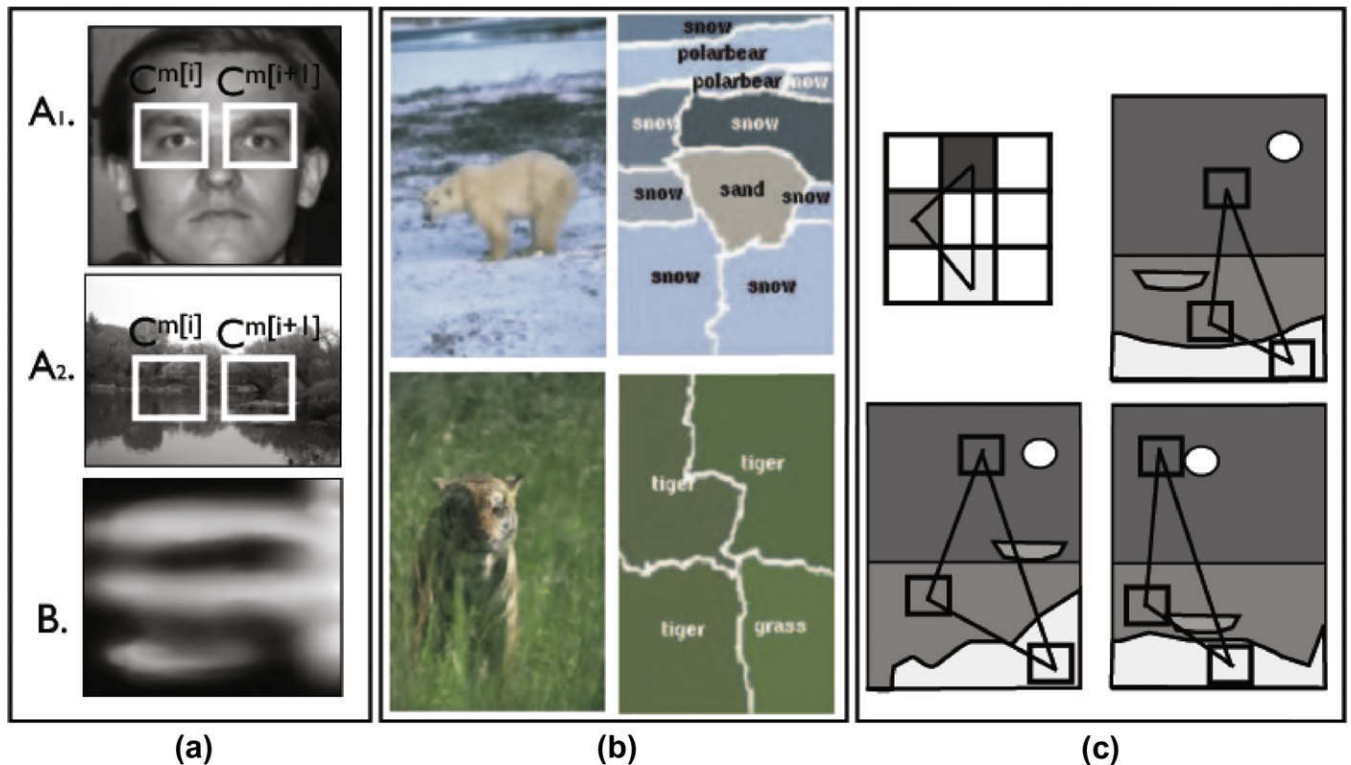 A1.
C^m[i] C^m[i+1]
A2.
C^m[i] C^m[i+1]
B.
(a)
snow
polarbear
polarbear snow
snow snow
snow sand snow
snow snow
tiger
tiger
tiger grass
(b)
(c)